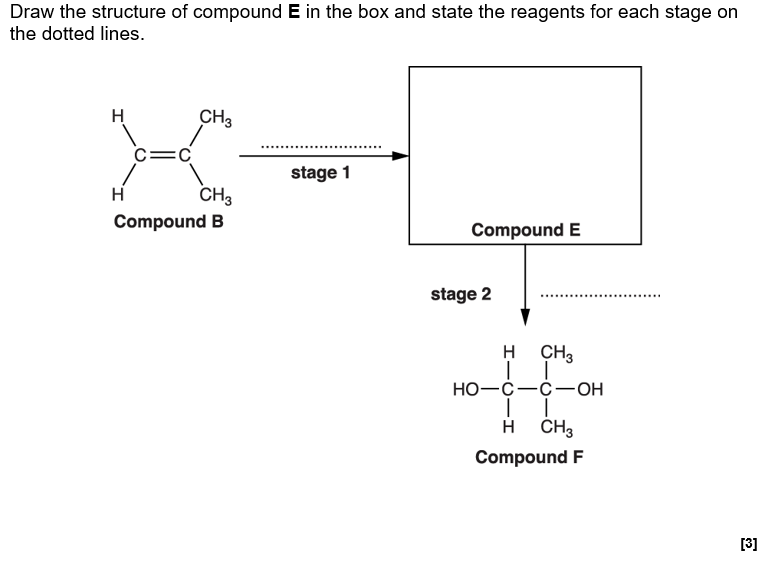 Draw the structure of compound E in the box and state the reagents for each stage on
the dotted lines.
H CH3
C=C
........................
stage 1
H CH3
Compound B
Compound E
stage 2
........................
H CH3
HO—C—C—OH
H CH3
Compound F
[3]